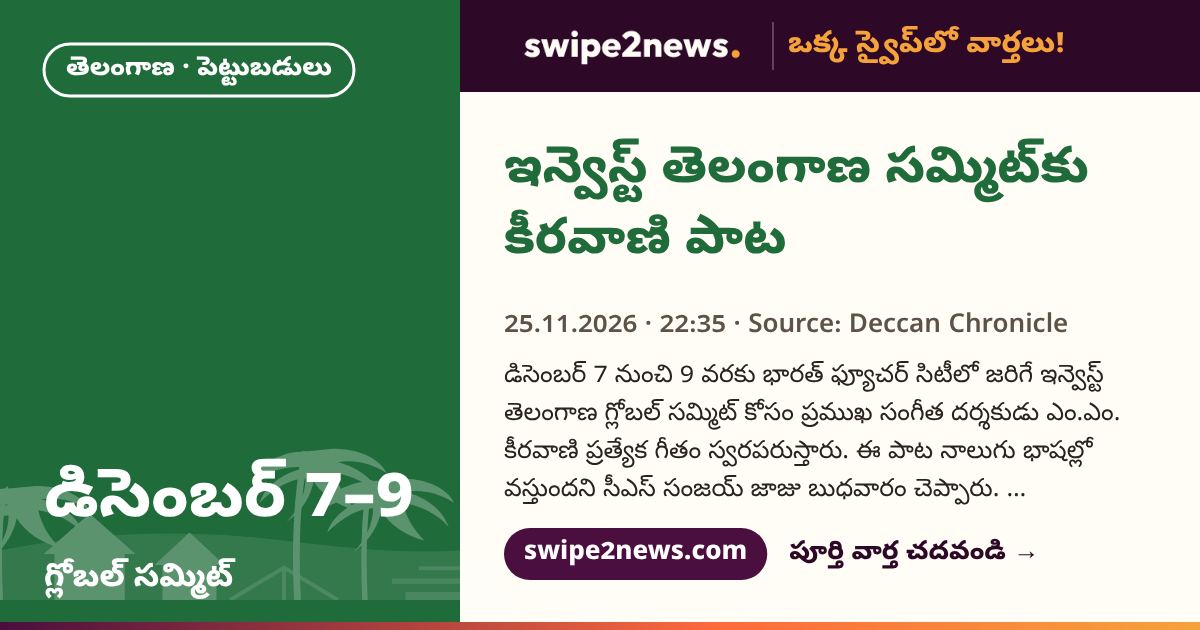 తెలంగాణ · పెట్టుబడులు
డిసెంబర్ 7–9
గ్లోబల్ సమ్మిట్
swipe2news.
ఒక్క స్వైప్‌లో వార్తలు!
ఇన్వెస్ట్ తెలంగాణ సమ్మిట్‌కు
కీరవాణి పాట
25.11.2026 · 22:35 · Source: Deccan Chronicle
డిసెంబర్ 7 నుంచి 9 వరకు భారత్ ఫ్యూచర్ సిటీలో జరిగే ఇన్వెస్ట్
తెలంగాణ గ్లోబల్ సమ్మిట్ కోసం ప్రముఖ సంగీత దర్శకుడు ఎం.ఎం.
కీరవాణి ప్రత్యేక గీతం స్వరపరుస్తారు. ఈ పాట నాలుగు భాషల్లో
వస్తుందని సీఎస్ సంజయ్ జాజు బుధవారం చెప్పారు. ...
swipe2news.com
పూర్తి వార్త చదవండి →